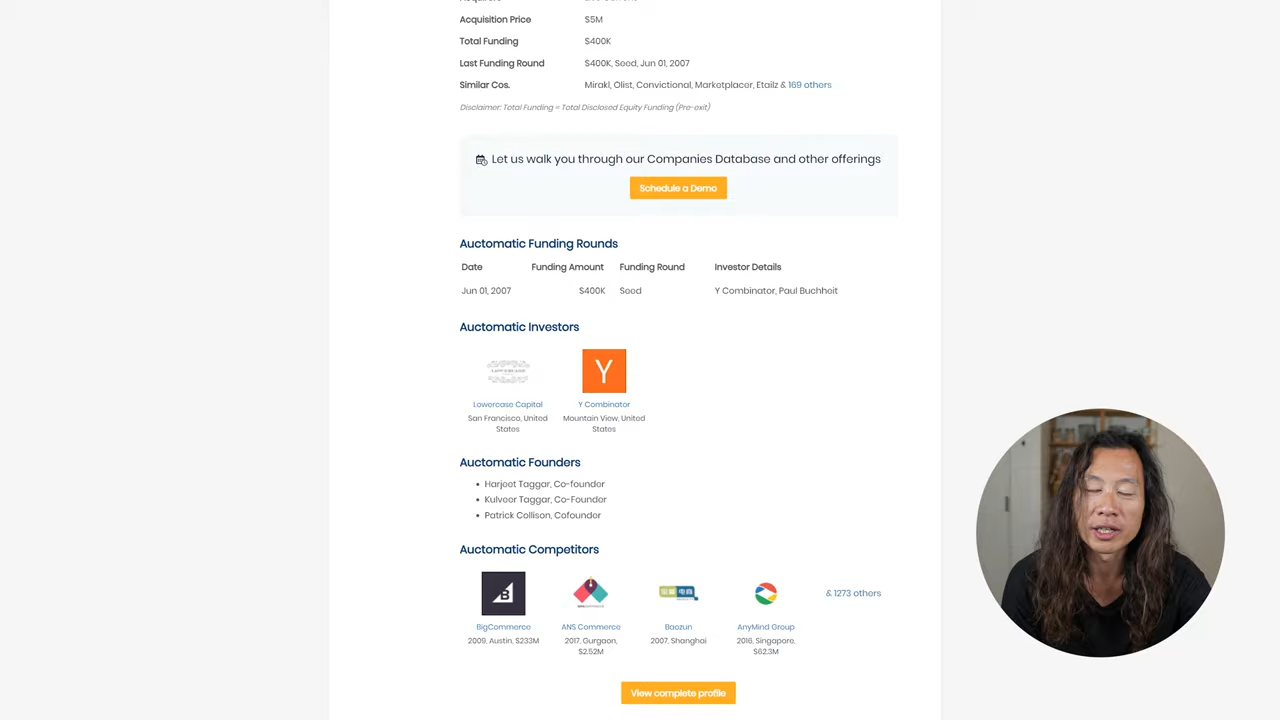 Acquisition Price $5M
Total Funding $400K
Last Funding Round $400K, Seed, Jun 01, 2007
Similar Cos. Mirakl, Olist, Convictional, Marketplacer, Etailz & 169 others
Disclaimer: Total Funding = Total Disclosed Equity Funding (Pre-exit)
Let us walk you through our Companies Database and other offerings
Schedule a Demo
Auctomatic Funding Rounds
Date Funding Amount Funding Round Investor Details
Jun 01, 2007 $400K Seed Y Combinator, Paul Buchheit
Auctomatic Investors
Y
Lowercase Capital
San Francisco, United
States
Y Combinator
Mountain View, United
States
Auctomatic Founders
• Harjeet Taggar, Co-founder
• Kulveer Taggar, Co-Founder
• Patrick Collison, Cofounder
Auctomatic Competitors
B
BigCommerce
2009, Austin, $233M
ANS Commerce
2017, Gurgaon,
$2.52M
Baozun
2007, Shanghai
AnyMind Group
2016, Singapore,
$62.3M
& 1273 others
View complete profile